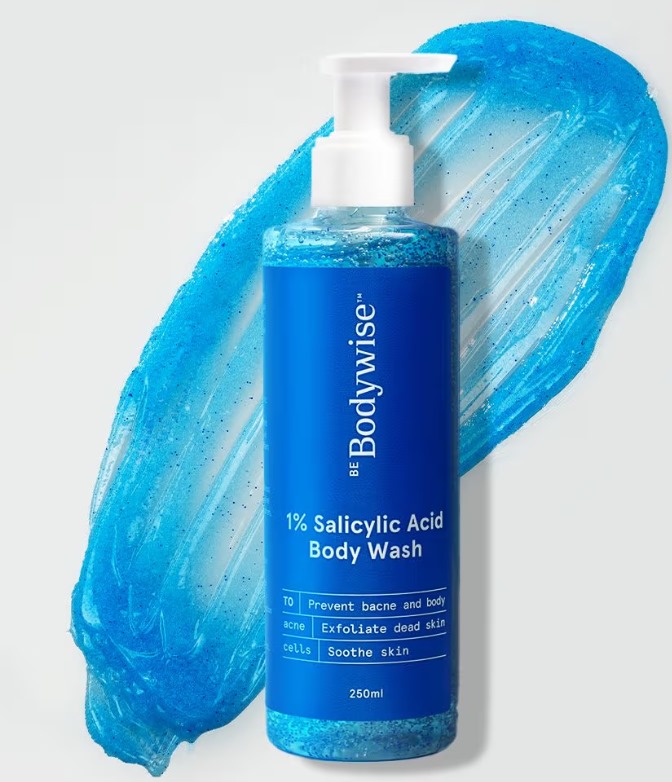 BE Bodywise™
1% Salicylic Acid
Body Wash
TO | Prevent bacne and body
acne | Exfoliate dead skin
cells | Soothe skin
250ml